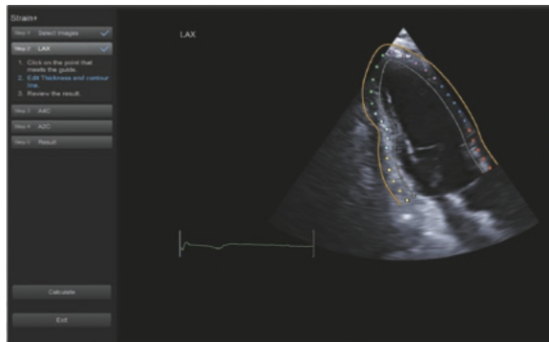 Strain+
Step 1 Select Images
Step 2 LAX
1. Click on the point that
meets the guide.
2. Edit Thickness and contour
line.
3. Review the result.
Step 3 A4C
Step 4 A2C
Step 5 Result
Calculate
Exit
LAX